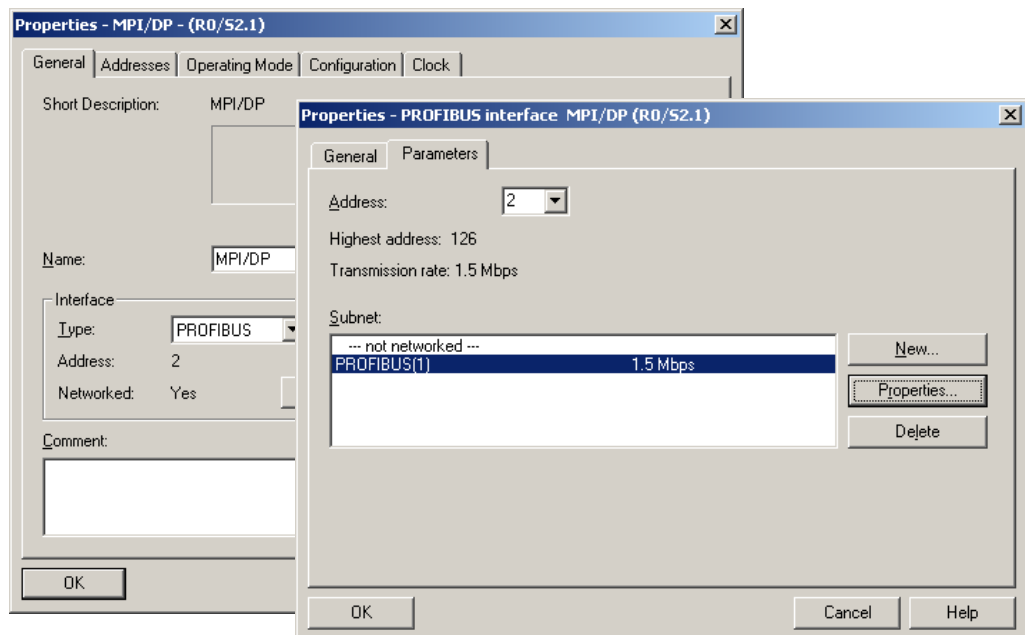 Properties - MPI/DP - (R0/S2.1)
General Addresses Operating Mode Configuration Clock
Short Description: MPI/DP
Name: MPI/DP
Interface
Type: PROFIBUS
Address: 2
Networked: Yes
Comment:
OK
Properties - PROFIBUS interface MPI/DP (R0/S2.1)
General Parameters
Address: 2
Highest address: 126
Transmission rate: 1.5 Mbps
Subnet:
--- not networked ---
PROFIBUS(1) 1.5 Mbps
New...
Properties...
Delete
OK Cancel Help